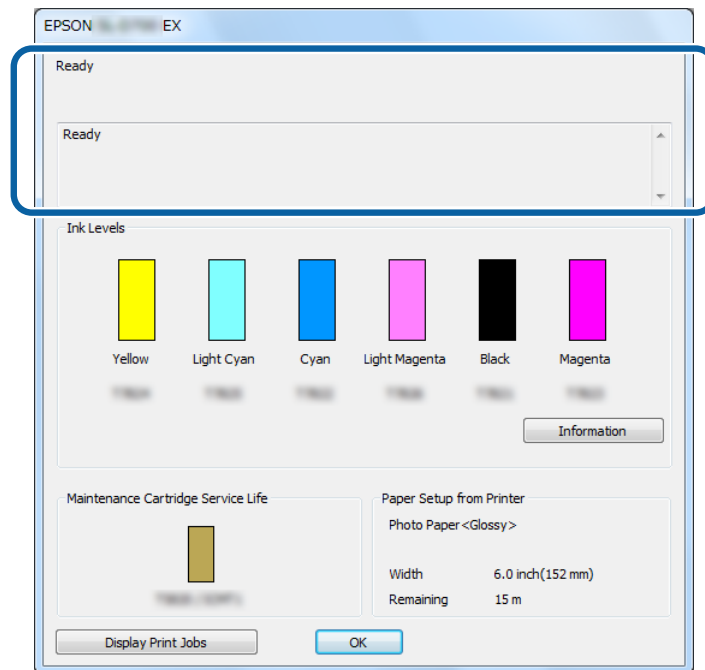 EPSON EX
Ready
Ready
Ink Levels
Yellow Light Cyan Cyan Light Magenta Black Magenta
Information
Maintenance Cartridge Service Life
Paper Setup from Printer
Photo Paper<Glossy>
Width 6.0 inch(152 mm)
Remaining 15 m
Display Print Jobs OK